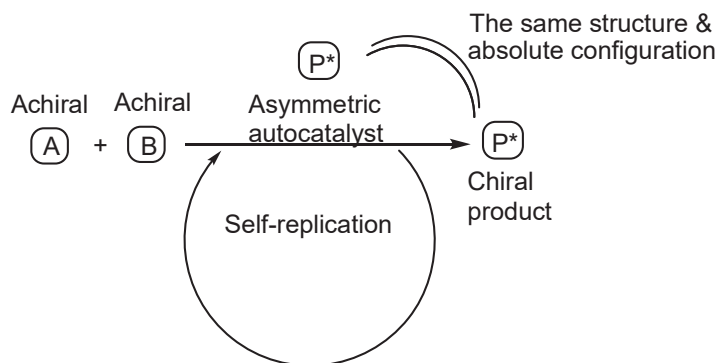 The same structure &
absolute configuration
P*
Achiral
Achiral
Asymmetric
autocatalyst
A + B
P*
Chiral
product
Self-replication